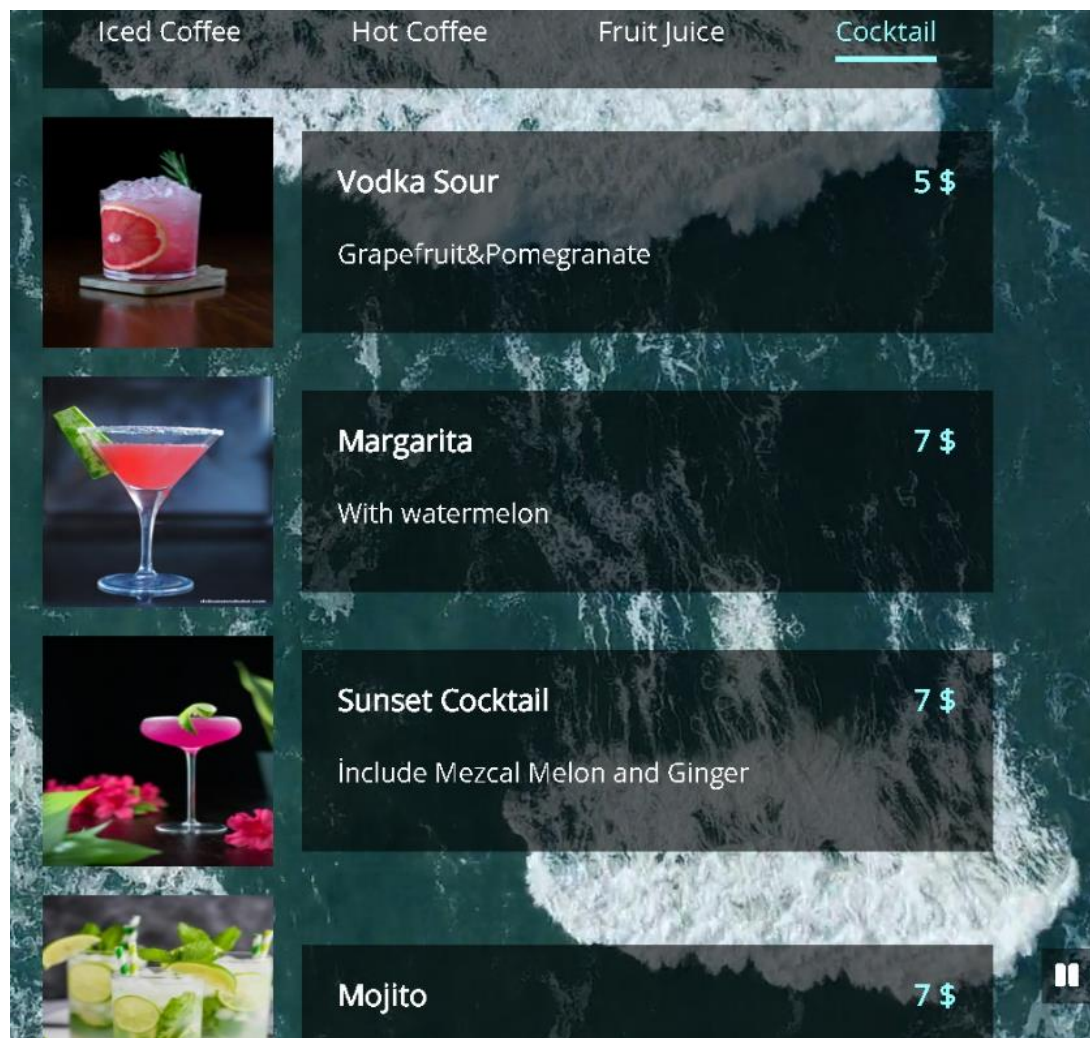 Iced Coffee Hot Coffee Fruit Juice Cocktail
Vodka Sour 5 $
Grapefruit&Pomegranate
Margarita 7 $
With watermelon
Sunset Cocktail 7 $
İnclude Mezcal Melon and Ginger
Mojito 7 $